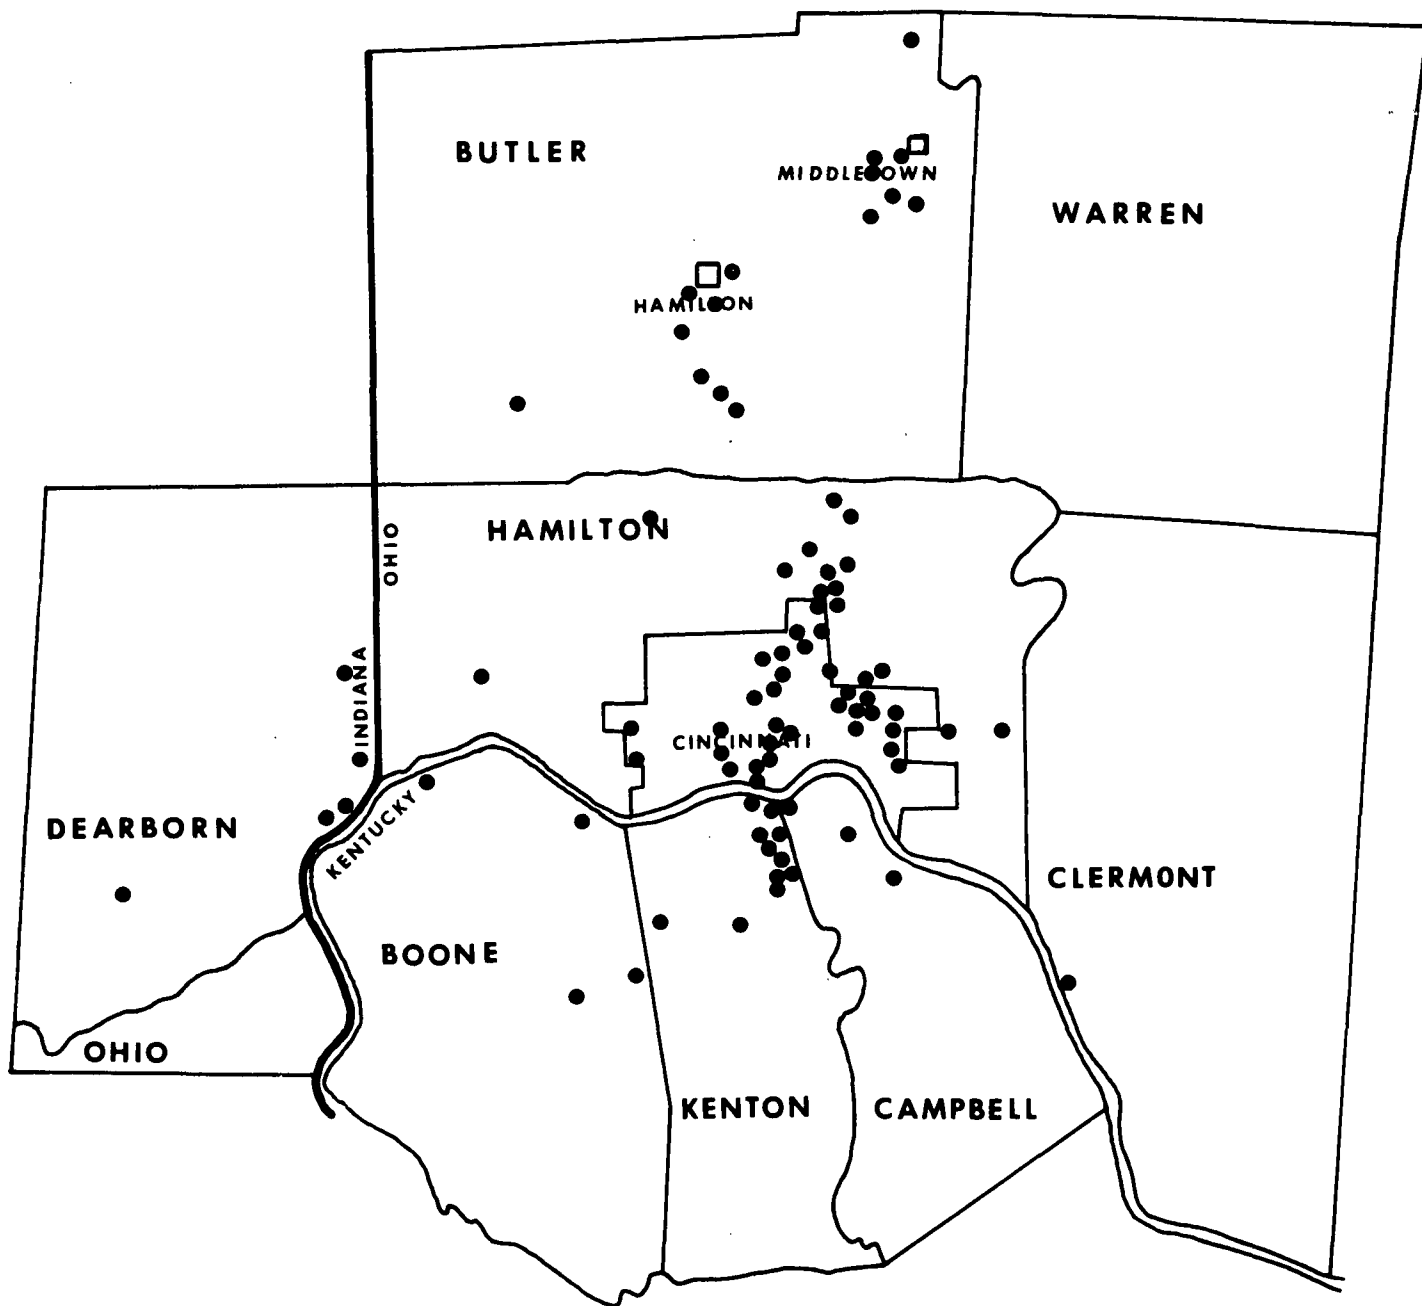 BUTLER
MIDDLETOWN
WARREN
HAMILTON
HAMILTON
OHIO
INDIANA
CINCINNATI
KENTUCKY
DEARBORN
CLERMONT
BOONE
OHIO
KENTON
CAMPBELL